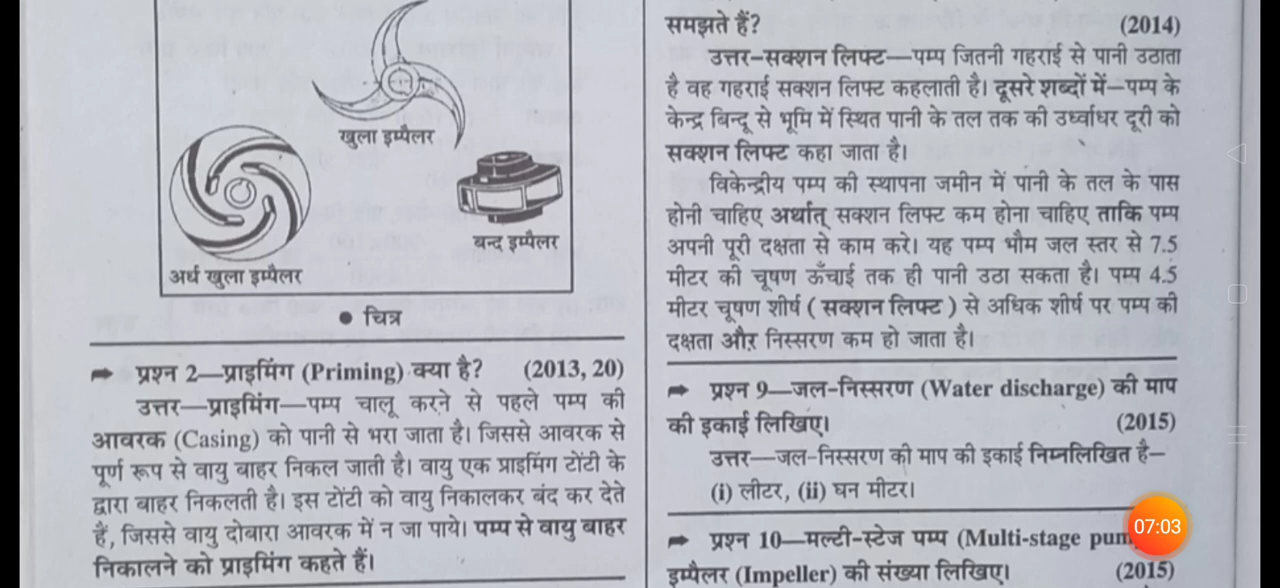 खुला इम्पैलर
बन्द इम्पैलर
अर्ध खुला इम्पैलर
● चित्र
➡ प्रश्न 2—प्राइमिंग (Priming) क्या है? (2013, 20)
उत्तर—प्राइमिंग—पम्प चालू करने से पहले पम्प की
आवरक (Casing) को पानी से भरा जाता है। जिससे आवरक से
पूर्ण रूप से वायु बाहर निकल जाती है। वायु एक प्राइमिंग टोंटी के
द्वारा बाहर निकलती है। इस टोंटी को वायु निकालकर बंद कर देते
हैं, जिससे वायु दोबारा आवरक में न जा पाये। पम्प से वायु बाहर
निकालने को प्राइमिंग कहते हैं।
समझते हैं? (2014)
उत्तर-सक्शन लिफ्ट—पम्प जितनी गहराई से पानी उठाता
है वह गहराई सक्शन लिफ्ट कहलाती है। दूसरे शब्दों में—पम्प के
केन्द्र बिन्दू से भूमि में स्थित पानी के तल तक की उर्ध्वाधर दूरी को
सक्शन लिफ्ट कहा जाता है।
विकेन्द्रीय पम्प की स्थापना जमीन में पानी के तल के पास
होनी चाहिए अर्थात् सक्शन लिफ्ट कम होना चाहिए ताकि पम्प
अपनी पूरी दक्षता से काम करे। यह पम्प भौम जल स्तर से 7.5
मीटर की चूषण ऊँचाई तक ही पानी उठा सकता है। पम्प 4.5
मीटर चूषण शीर्ष ( सक्शन लिफ्ट ) से अधिक शीर्ष पर पम्प की
दक्षता और निस्सरण कम हो जाता है।
➡ प्रश्न 9—जल-निस्सरण (Water discharge) की माप
की इकाई लिखिए। (2015)
उत्तर—जल-निस्सरण की माप की इकाई निम्नलिखित है—
(i) लीटर, (ii) घन मीटर।
07:03
➡ प्रश्न 10—मल्टी-स्टेज पम्प (Multi-stage
इम्पैलर (Impeller) की संख्या लिखिए। (2015)